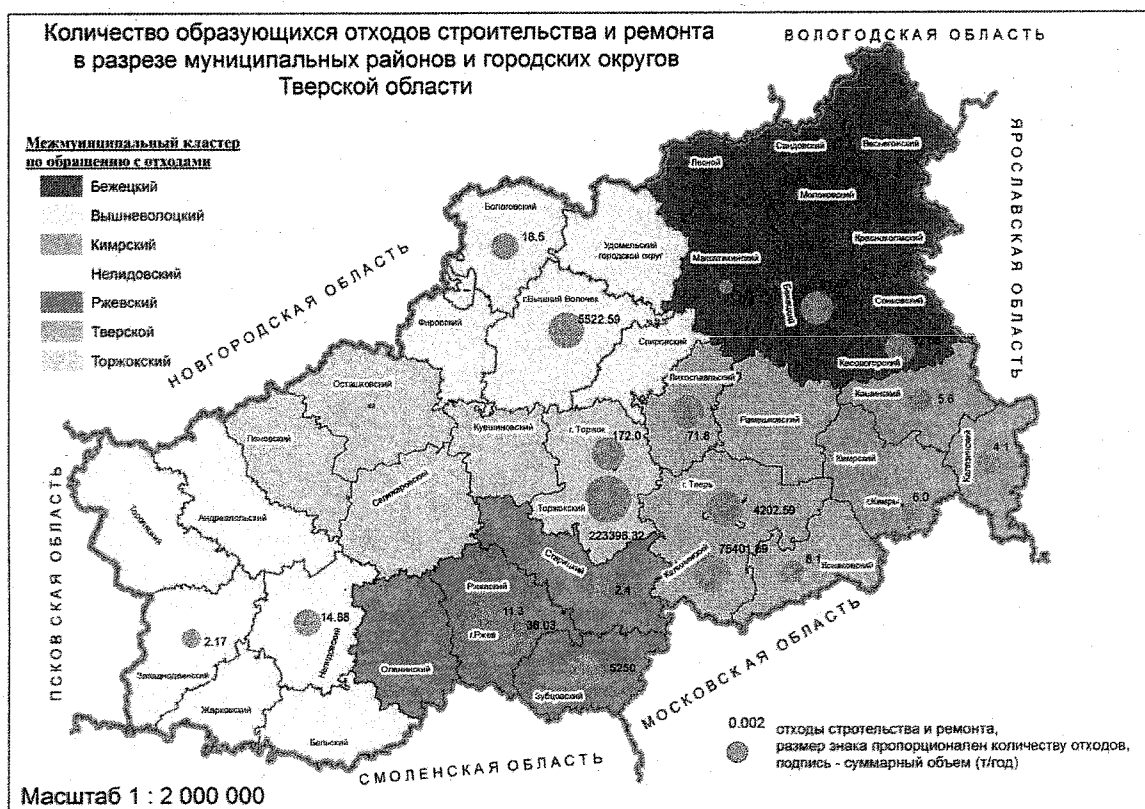 Количество образующихся отходов строительства и ремонта
в разрезе муниципальных районов и городских округов
Тверской области
ВОЛОГОДСКАЯ ОБЛАСТЬ
ЯРОСЛАВСКАЯ ОБЛАСТЬ
НОВГОРОДСКАЯ ОБЛАСТЬ
ПСКОВСКАЯ ОБЛАСТЬ
МОСКОВСКАЯ ОБЛАСТЬ
СМОЛЕНСКАЯ ОБЛАСТЬ
Межмуниципальный кластер
по обращению с отходами
Бежецкий
Вышневолоцкий
Кимрский
Нелидовский
Ржевский
Тверской
Торжокский
Лесной
Сандовский
Весьегонский
Молоковский
Краснохолмский
Максатихинский
Бежецкий
Сонковский
Кесовогорский
Бологовский
18.5
Удомельский
городской округ
г.Вышний Волочек
5522.59
Фировский
Спировский
Осташковский
Пеновский
Кувшиновский
г. Торжок
172.0
Селижаровский
Торжокский
223396.32
Лихославльский
71.8
Рамешковский
Кашинский
5.6
Калязинский
4.1
Кимрский
г.Кимры
6.0
г. Тверь
4202.59
75401.89
Калининский
8.1
Конаковский
Андреапольский
Торопецкий
Старицкий
2.4
Ржевский
11.3
г.Ржев
36.03
5250
Зубцовский
Оленинский
14.88
Нелидовский
2.17
Западнодвинский
Жарковский
Бельский
0.002
отходы стротельства и ремонта,
размер знака пропорционален количеству отходов,
подпись - суммарный объем (т/год)
Масштаб 1 : 2 000 000